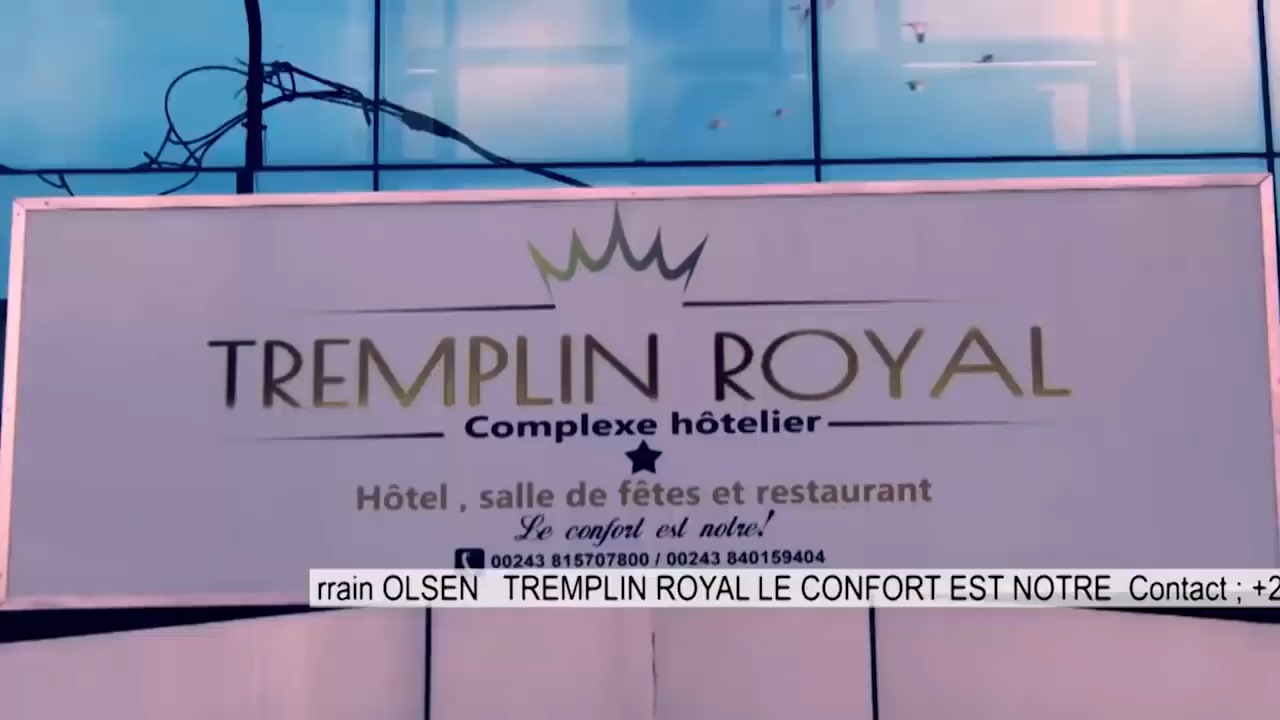 TREMPLIN ROYAL
Complexe hôtelier
Hôtel , salle de fêtes et restaurant
Le confort est notre!
00243 815707800 / 00243 840159404
rrain OLSEN TREMPLIN ROYAL LE CONFORT EST NOTRE Contact ; +2